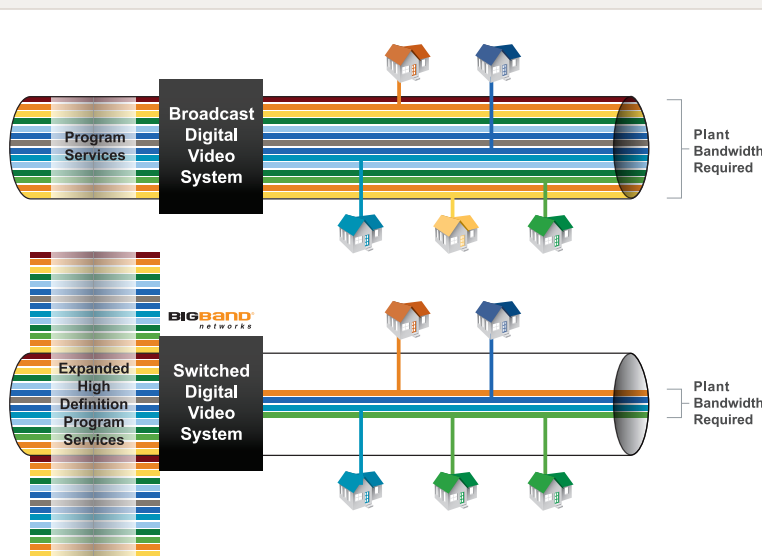 Program
Services
Broadcast
Digital
Video
System
Plant
Bandwidth
Required
BIGBAND
networks
Expanded
High
Definition
Program
Services
Switched
Digital
Video
System
Plant
Bandwidth
Required